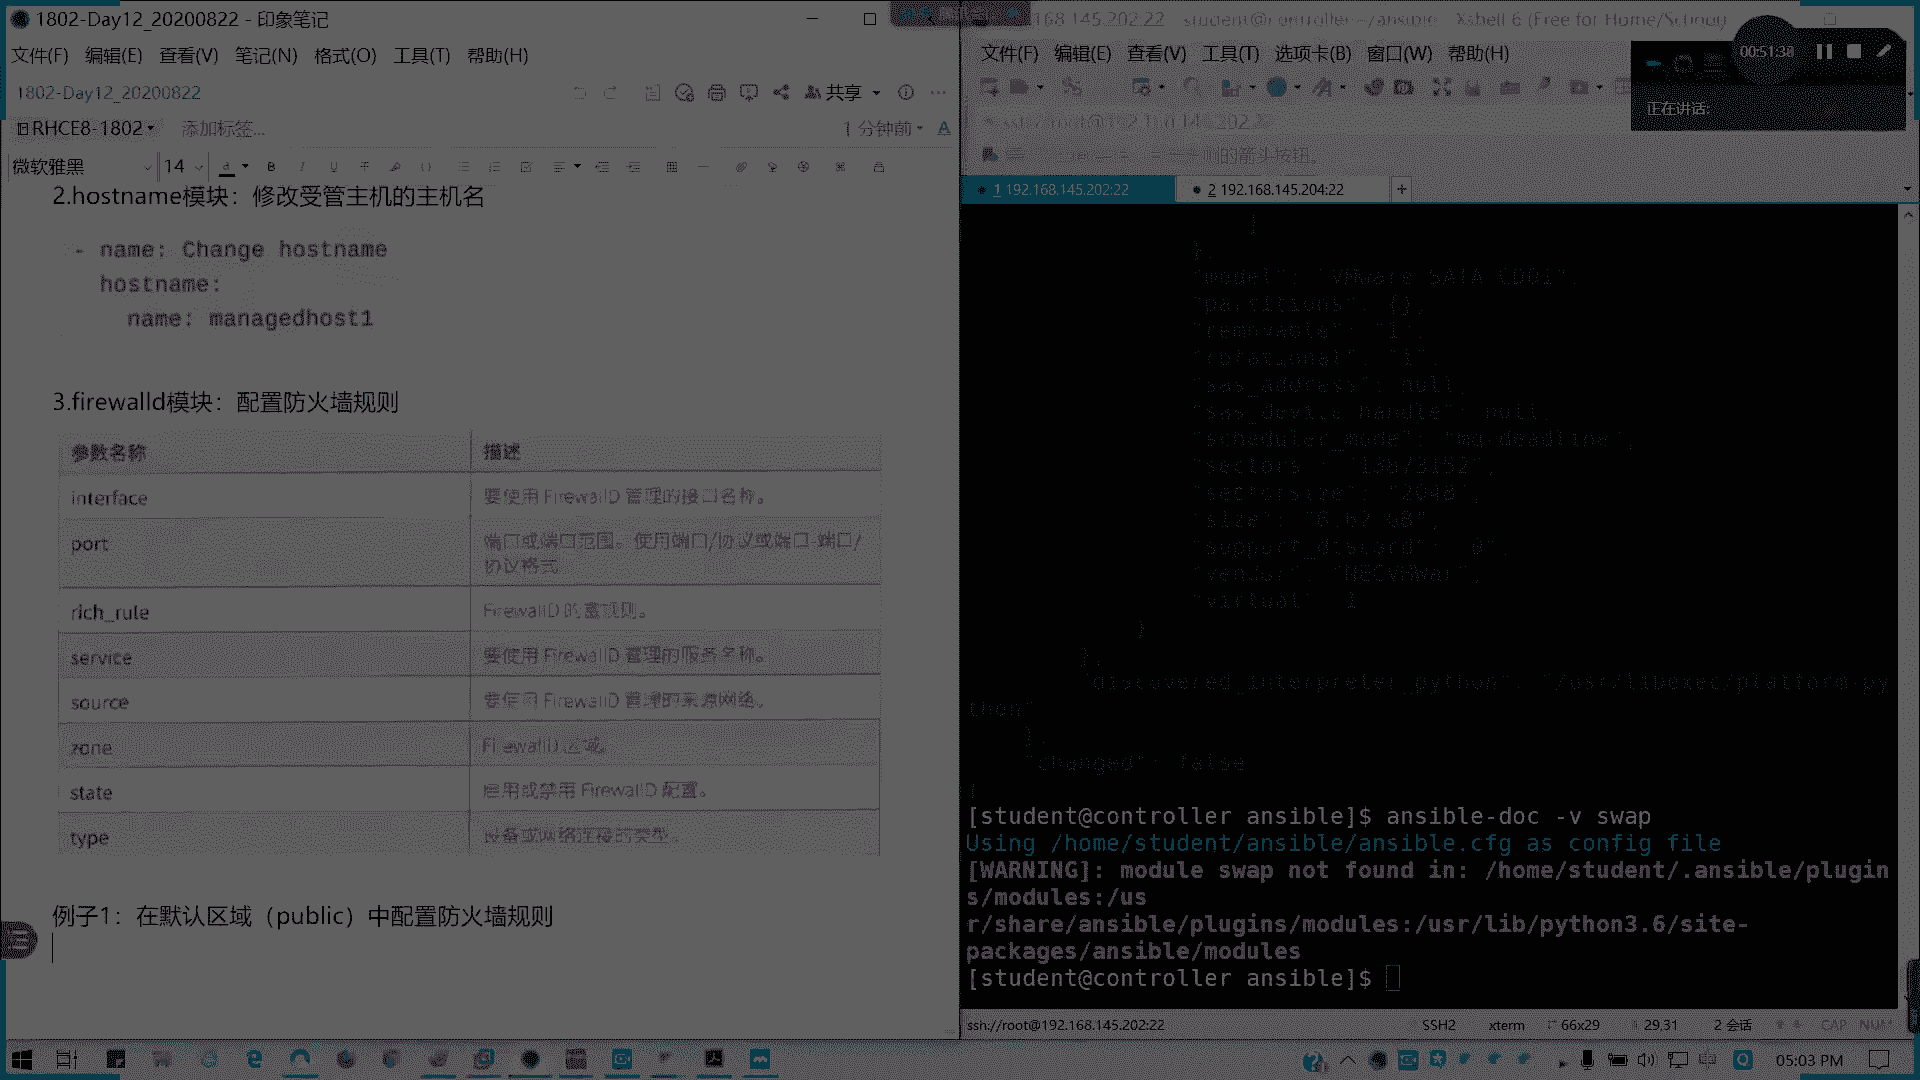 1802-Day12_20200822 - 印象笔记
文件(F) 编辑(E) 查看(V) 笔记(N) 格式(O) 工具(T) 帮助(H)
1802-Day12_20200822
共享
RHCE8-1802
添加标签...
1 分钟前
微软雅黑
14
2.hostname模块：修改受管主机的主机名
- name: Change hostname
hostname:
name: managedhost1
3.firewalld模块：配置防火墙规则
参数名称 描述
interface 要使用 FirewallD 管理的接口名称。
port 端口或端口范围。使用端口/协议或端口-端口/
协议格式
rich_rule FirewallD 的富规则。
service 要使用 FirewallD 管理的服务名称。
source 要使用 FirewallD 管理的来源网络。
zone FirewallD 区域。
state 启用或禁用 FirewallD 配置。
type 设备或网络连接的类型。
例子1：在默认区域（public）中配置防火墙规则
168.145.202:22 student@controller:~/ansible - Xshell 6 (Free for Home/School)
文件(F) 编辑(E) 查看(V) 工具(T) 选项卡(B) 窗口(W) 帮助(H)
00:51:38
正在讲话:
ssh://root@192.168.145.202:22
的箭头按钮。
1 192.168.145.202:22
2 192.168.145.204:22
+
}
},
"model": "VMware SATA CD01",
"partitions": {},
"removable": "1",
"rotational": "1",
"sas_address": null,
"sas_device_handle": null,
"scheduler_mode": "mq-deadline",
"sectorsize": "2048",
"support_discard": "0",
"vendor": "NECVMWar",
"virtual": 1
}
},
"discovered_interpreter_python": "/usr/libexec/platform-py
thon"
},
"changed": false
[student@controller ansible]$ ansible-doc -v swap
Using /home/student/ansible/ansible.cfg as config file
[WARNING]: module swap not found in: /home/student/.ansible/plugin
s/modules:/us
r/share/ansible/plugins/modules:/usr/lib/python3.6/site-
packages/ansible/modules
[student@controller ansible]$
ssh://root@192.168.145.202:22
SSH2
xterm
66x29
29,31
2 会话
CAP NUM
05:03 PM